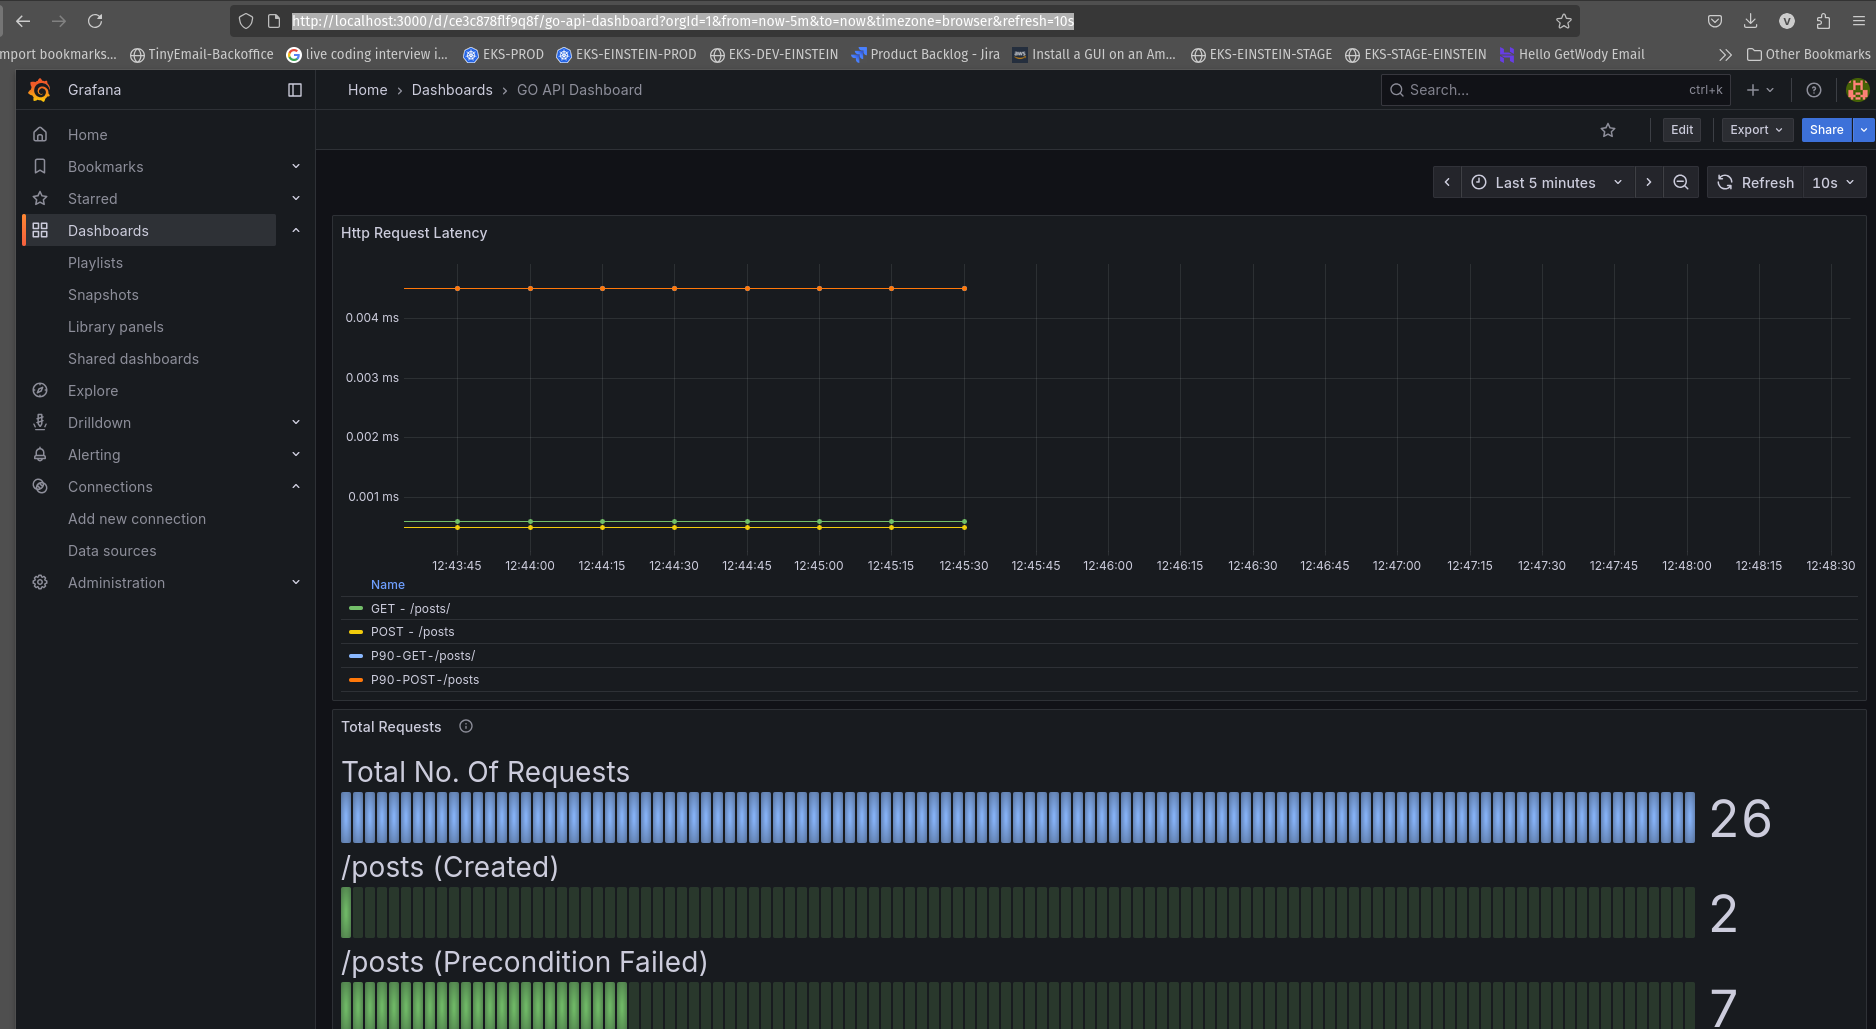 http://localhost:3000/d/ce3c878flf9q8f/go-api-dashboard?orgId=1&from=now-5m&to=now&timezone=browser&refresh=10s
mport bookmarks... TinyEmail-Backoffice live coding interview i... EKS-PROD EKS-EINSTEIN-PROD EKS-DEV-EINSTEIN Product Backlog - Jira Install a GUI on an Am... EKS-EINSTEIN-STAGE EKS-STAGE-EINSTEIN Hello GetWody Email Other Bookmarks
Grafana
Home › Dashboards › GO API Dashboard
Search... ctrl+k
Edit Export Share
Home
Bookmarks
Starred
Dashboards
Playlists
Snapshots
Library panels
Shared dashboards
Explore
Drilldown
Alerting
Connections
Add new connection
Data sources
Administration
Last 5 minutes Refresh 10s
Http Request Latency
0.004 ms
0.003 ms
0.002 ms
0.001 ms
12:43:45 12:44:00 12:44:15 12:44:30 12:44:45 12:45:00 12:45:15 12:45:30 12:45:45 12:46:00 12:46:15 12:46:30 12:46:45 12:47:00 12:47:15 12:47:30 12:47:45 12:48:00 12:48:15 12:48:30
Name
GET - /posts/
POST - /posts
P90-GET-/posts/
P90-POST-/posts
Total Requests
Total No. Of Requests
26
/posts (Created)
2
/posts (Precondition Failed)
7